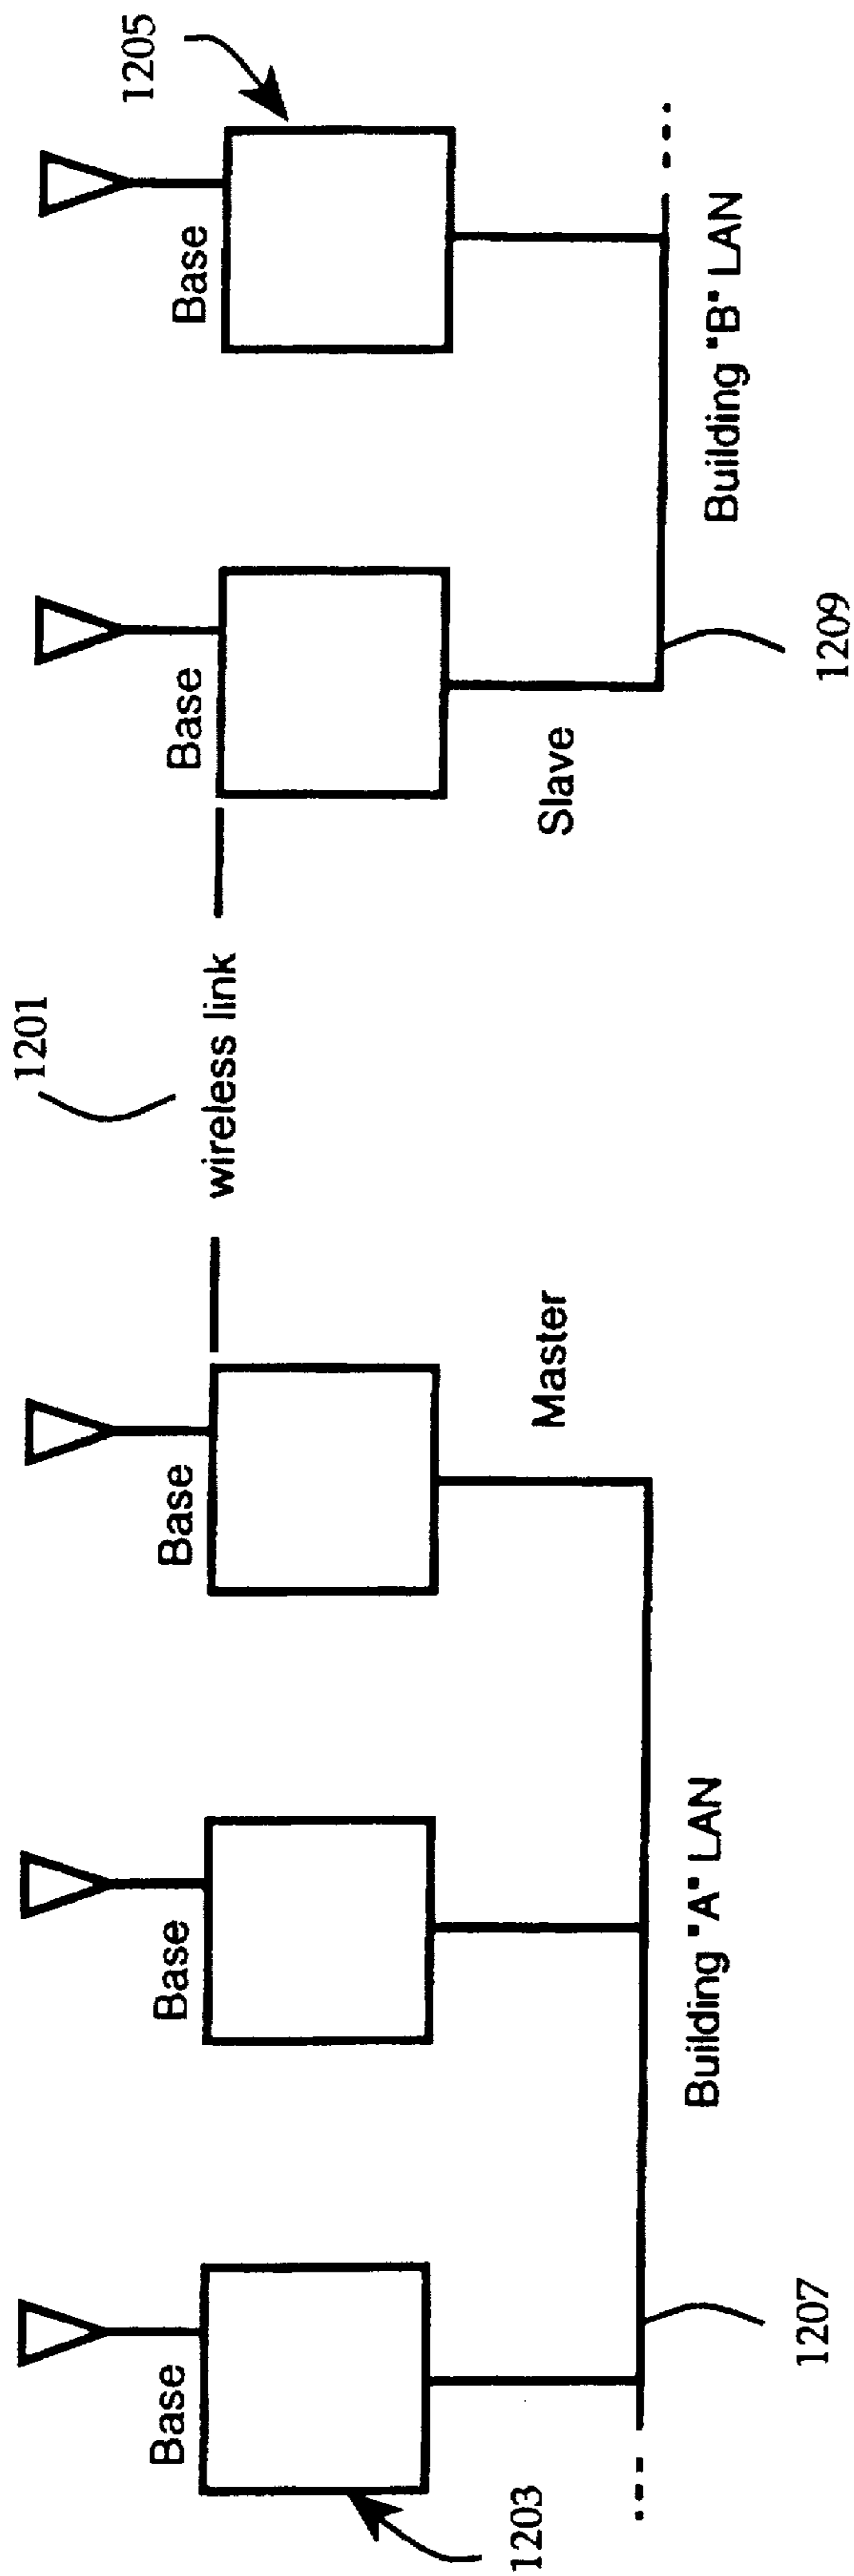 1201
1205
Base
Base
Base
Base
Base
wireless link
1203
Master
Slave
Building "A" LAN
Building "B" LAN
1207
1209